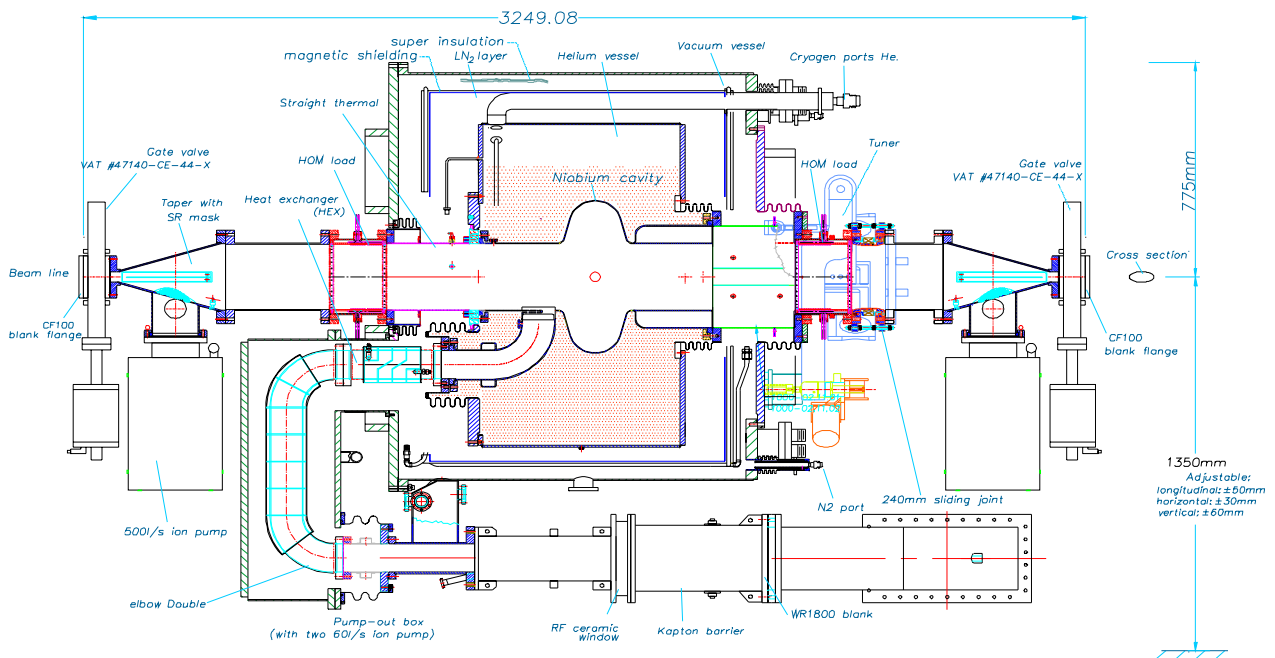 3249.08
super insulation
magnetic shielding
LN2 layer
Helium vessel
Vacuum vessel
Cryogen ports He.
Straight thermal
Gate valve
VAT #47140-CE-44-X
HOM load
Taper with
SR mask
Heat exchanger
(HEX)
Niobium cavity
HOM load
Tuner
Gate valve
VAT #47140-CE-44-X
775mm
Beam line
Cross section
CF100
blank flange
CF100
blank flange
1350mm
Adjustable:
longitudinal: ±50mm
horizontal: ±30mm
vertical: ±60mm
240mm sliding joint
N2 port
500l/s ion pump
elbow Double
Pump-out box
(with two 60l/s ion pump)
RF ceramic
window
Kapton barrier
WR1800 blank